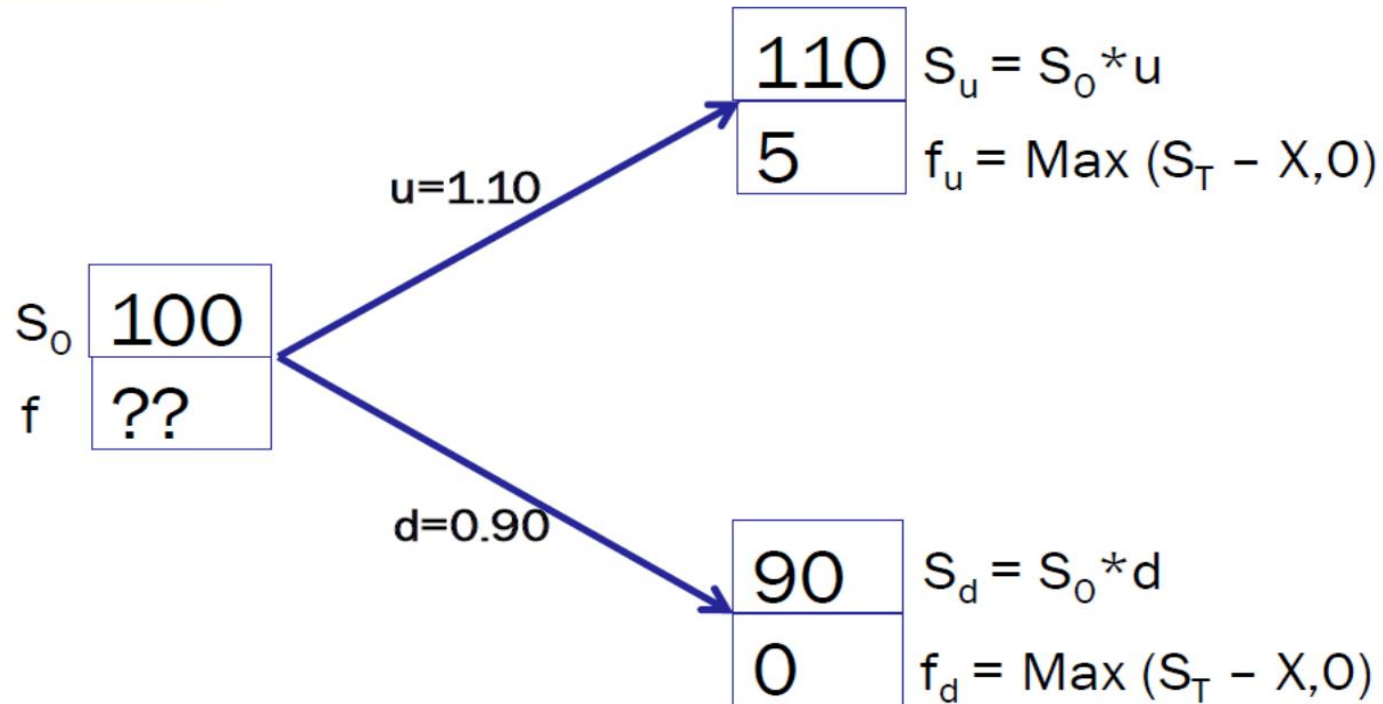 110 S_u = S_0*u
5 f_u = Max (S_T – X,0)
u=1.10
S_0 100
f ??
d=0.90
90 S_d = S_0*d
0 f_d = Max (S_T – X,0)